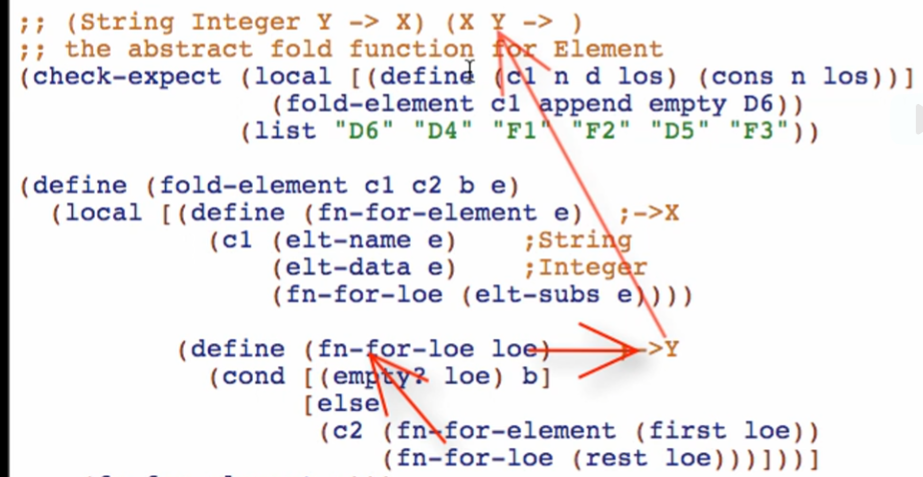 ;; (String Integer Y -> X) (X Y -> )
;; the abstract fold function for Element
(check-expect (local [(define (c1 n d los) (cons n los))]
(fold-element c1 append empty D6))
(list "D6" "D4" "F1" "F2" "D5" "F3"))
(define (fold-element c1 c2 b e)
(local [(define (fn-for-element e) ;->X
(c1 (elt-name e) ;String
(elt-data e) ;Integer
(fn-for-loe (elt-subs e))))
(define (fn-for-loe loe) ->Y
(cond [(empty? loe) b]
[else
(c2 (fn-for-element (first loe))
(fn-for-loe (rest loe)))]))]